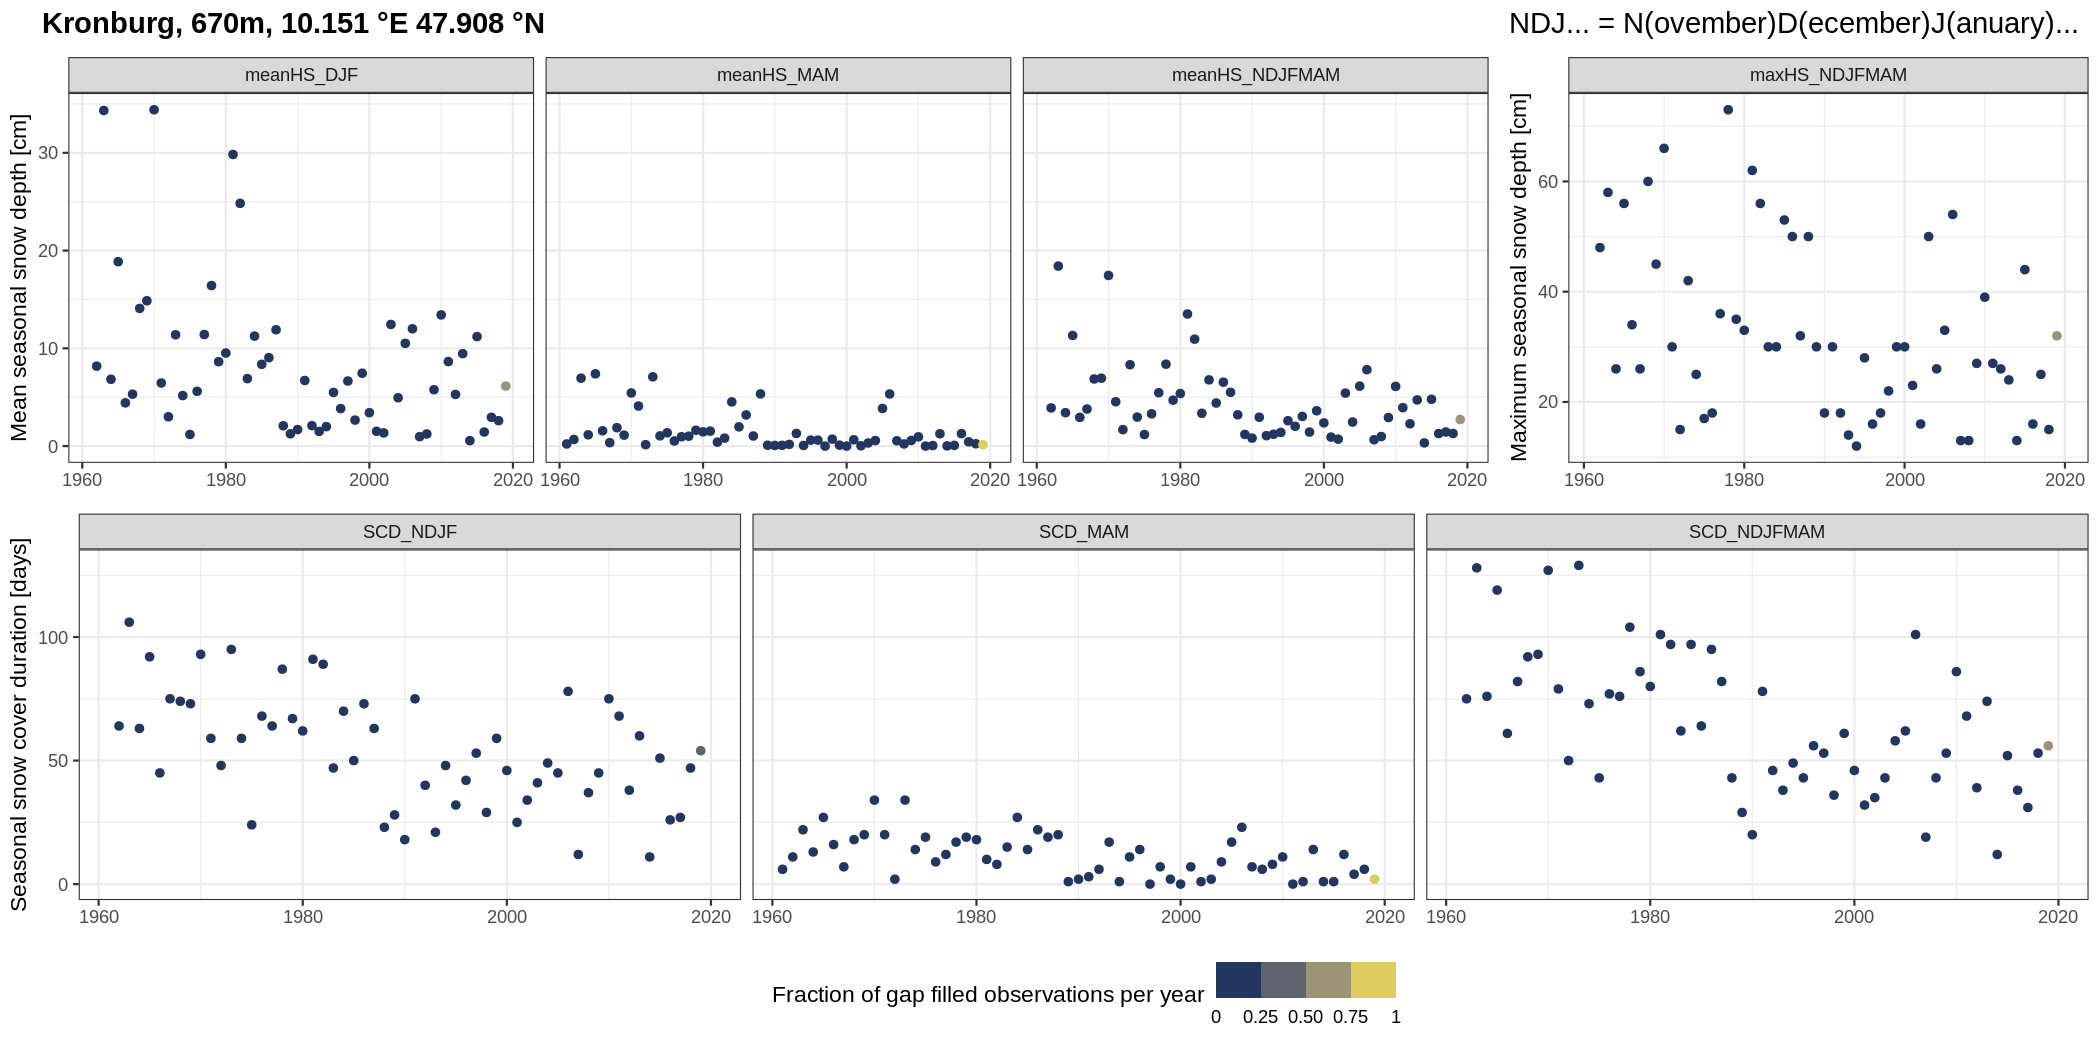 Kronburg, 670m, 10.151 °E 47.908 °N
NDJ... = N(ovember)D(ecember)J(anuary)...
meanHS_DJF
meanHS_MAM
meanHS_NDJFMAM
maxHS_NDJFMAM
Mean seasonal snow depth [cm]
30
20
10
0
1960 1980 2000 2020
1960 1980 2000 2020
1960 1980 2000 2020
Maximum seasonal snow depth [cm]
60
40
20
1960 1980 2000 2020
SCD_NDJF
SCD_MAM
SCD_NDJFMAM
Seasonal snow cover duration [days]
100
50
0
1960 1980 2000 2020
1960 1980 2000 2020
1960 1980 2000 2020
Fraction of gap filled observations per year
0 0.25 0.50 0.75 1